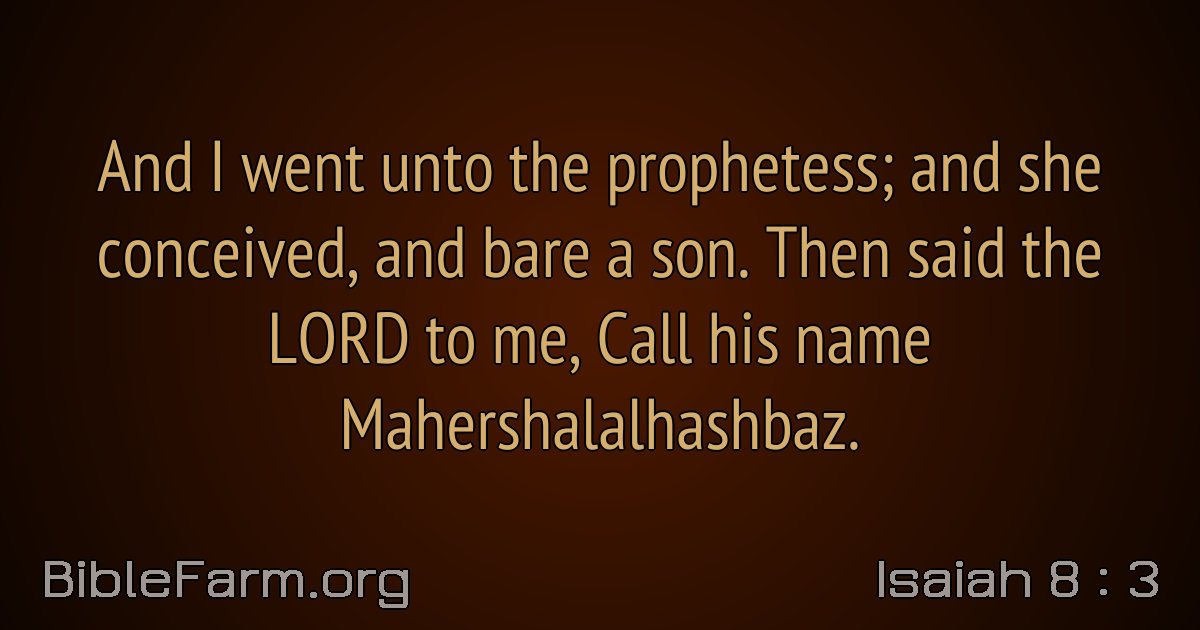 And I went unto the prophetess; and she
conceived, and bare a son. Then said the
LORD to me, Call his name
Mahershalalhashbaz.
BibleFarm.org
Isaiah 8 : 3